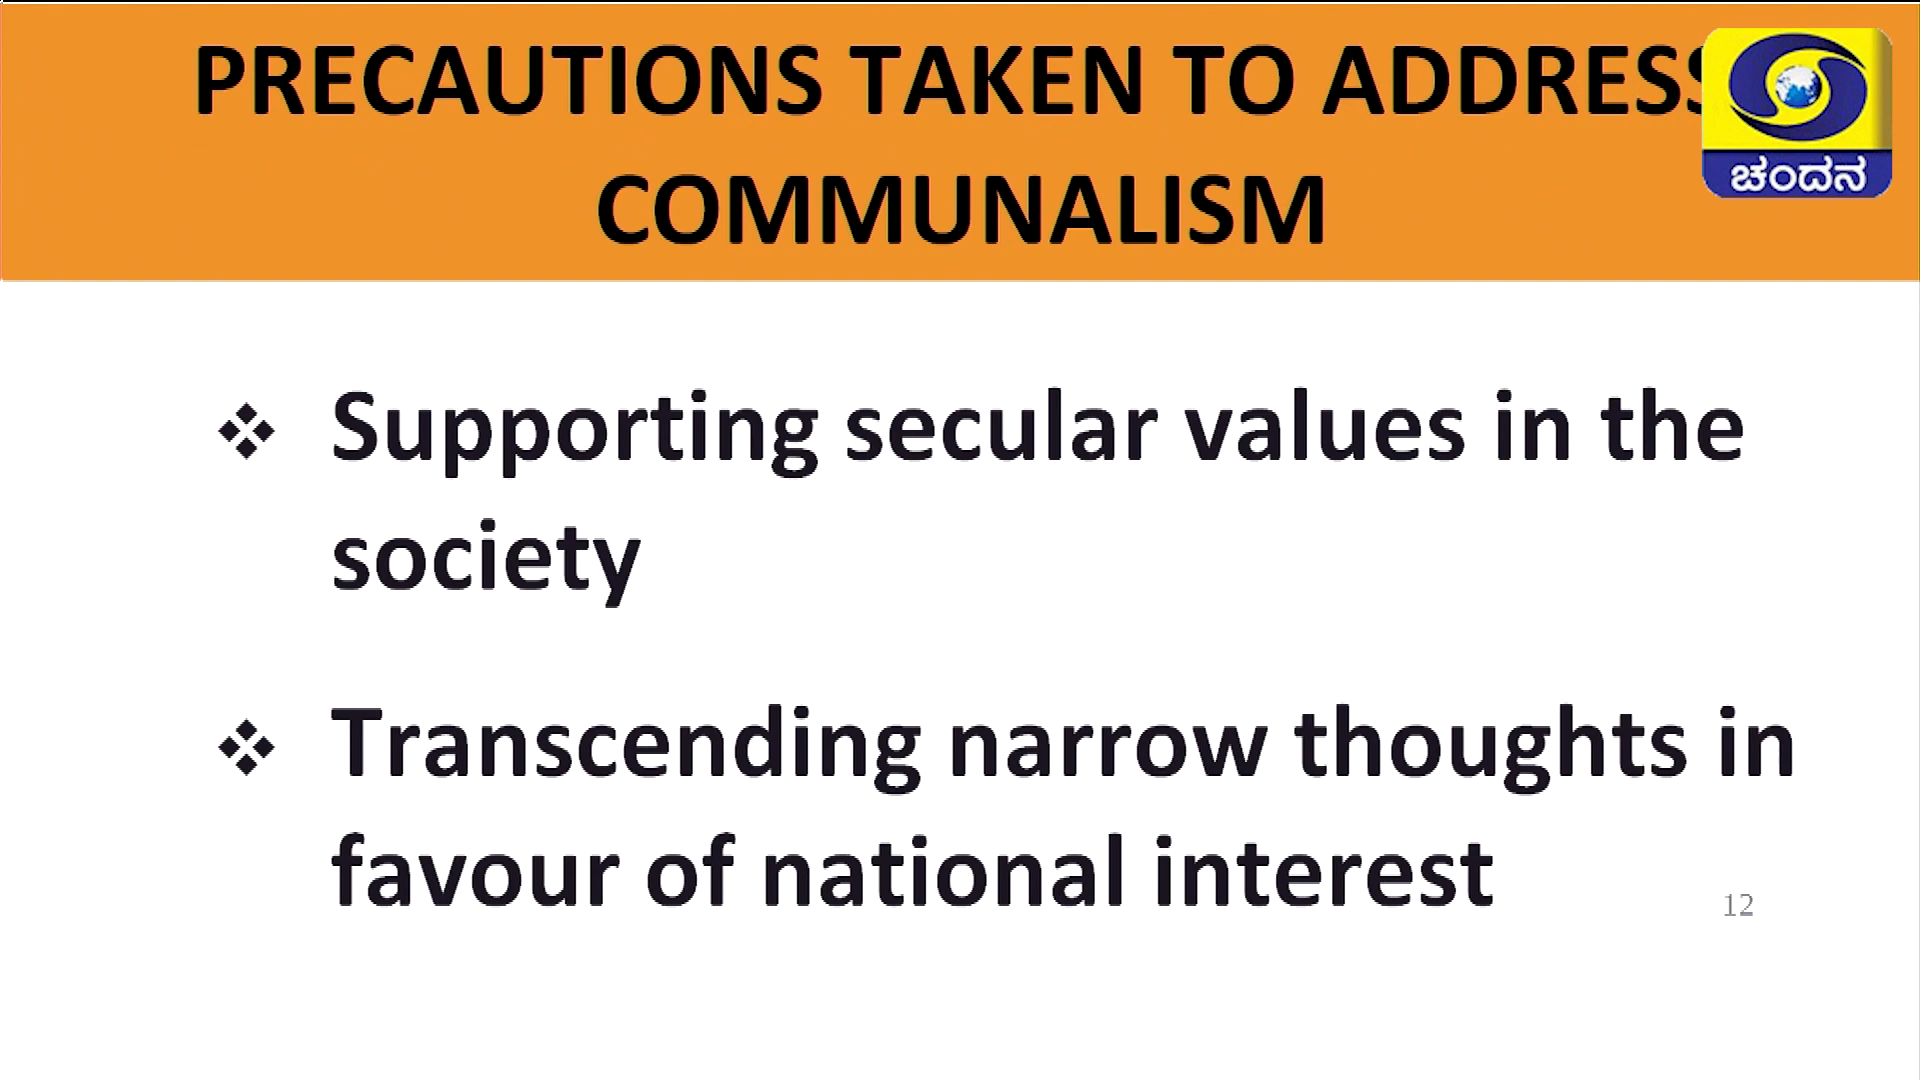 PRECAUTIONS TAKEN TO ADDRESS
COMMUNALISM
ಚಂದನ
❖ Supporting secular values in the
society
❖ Transcending narrow thoughts in
favour of national interest
12